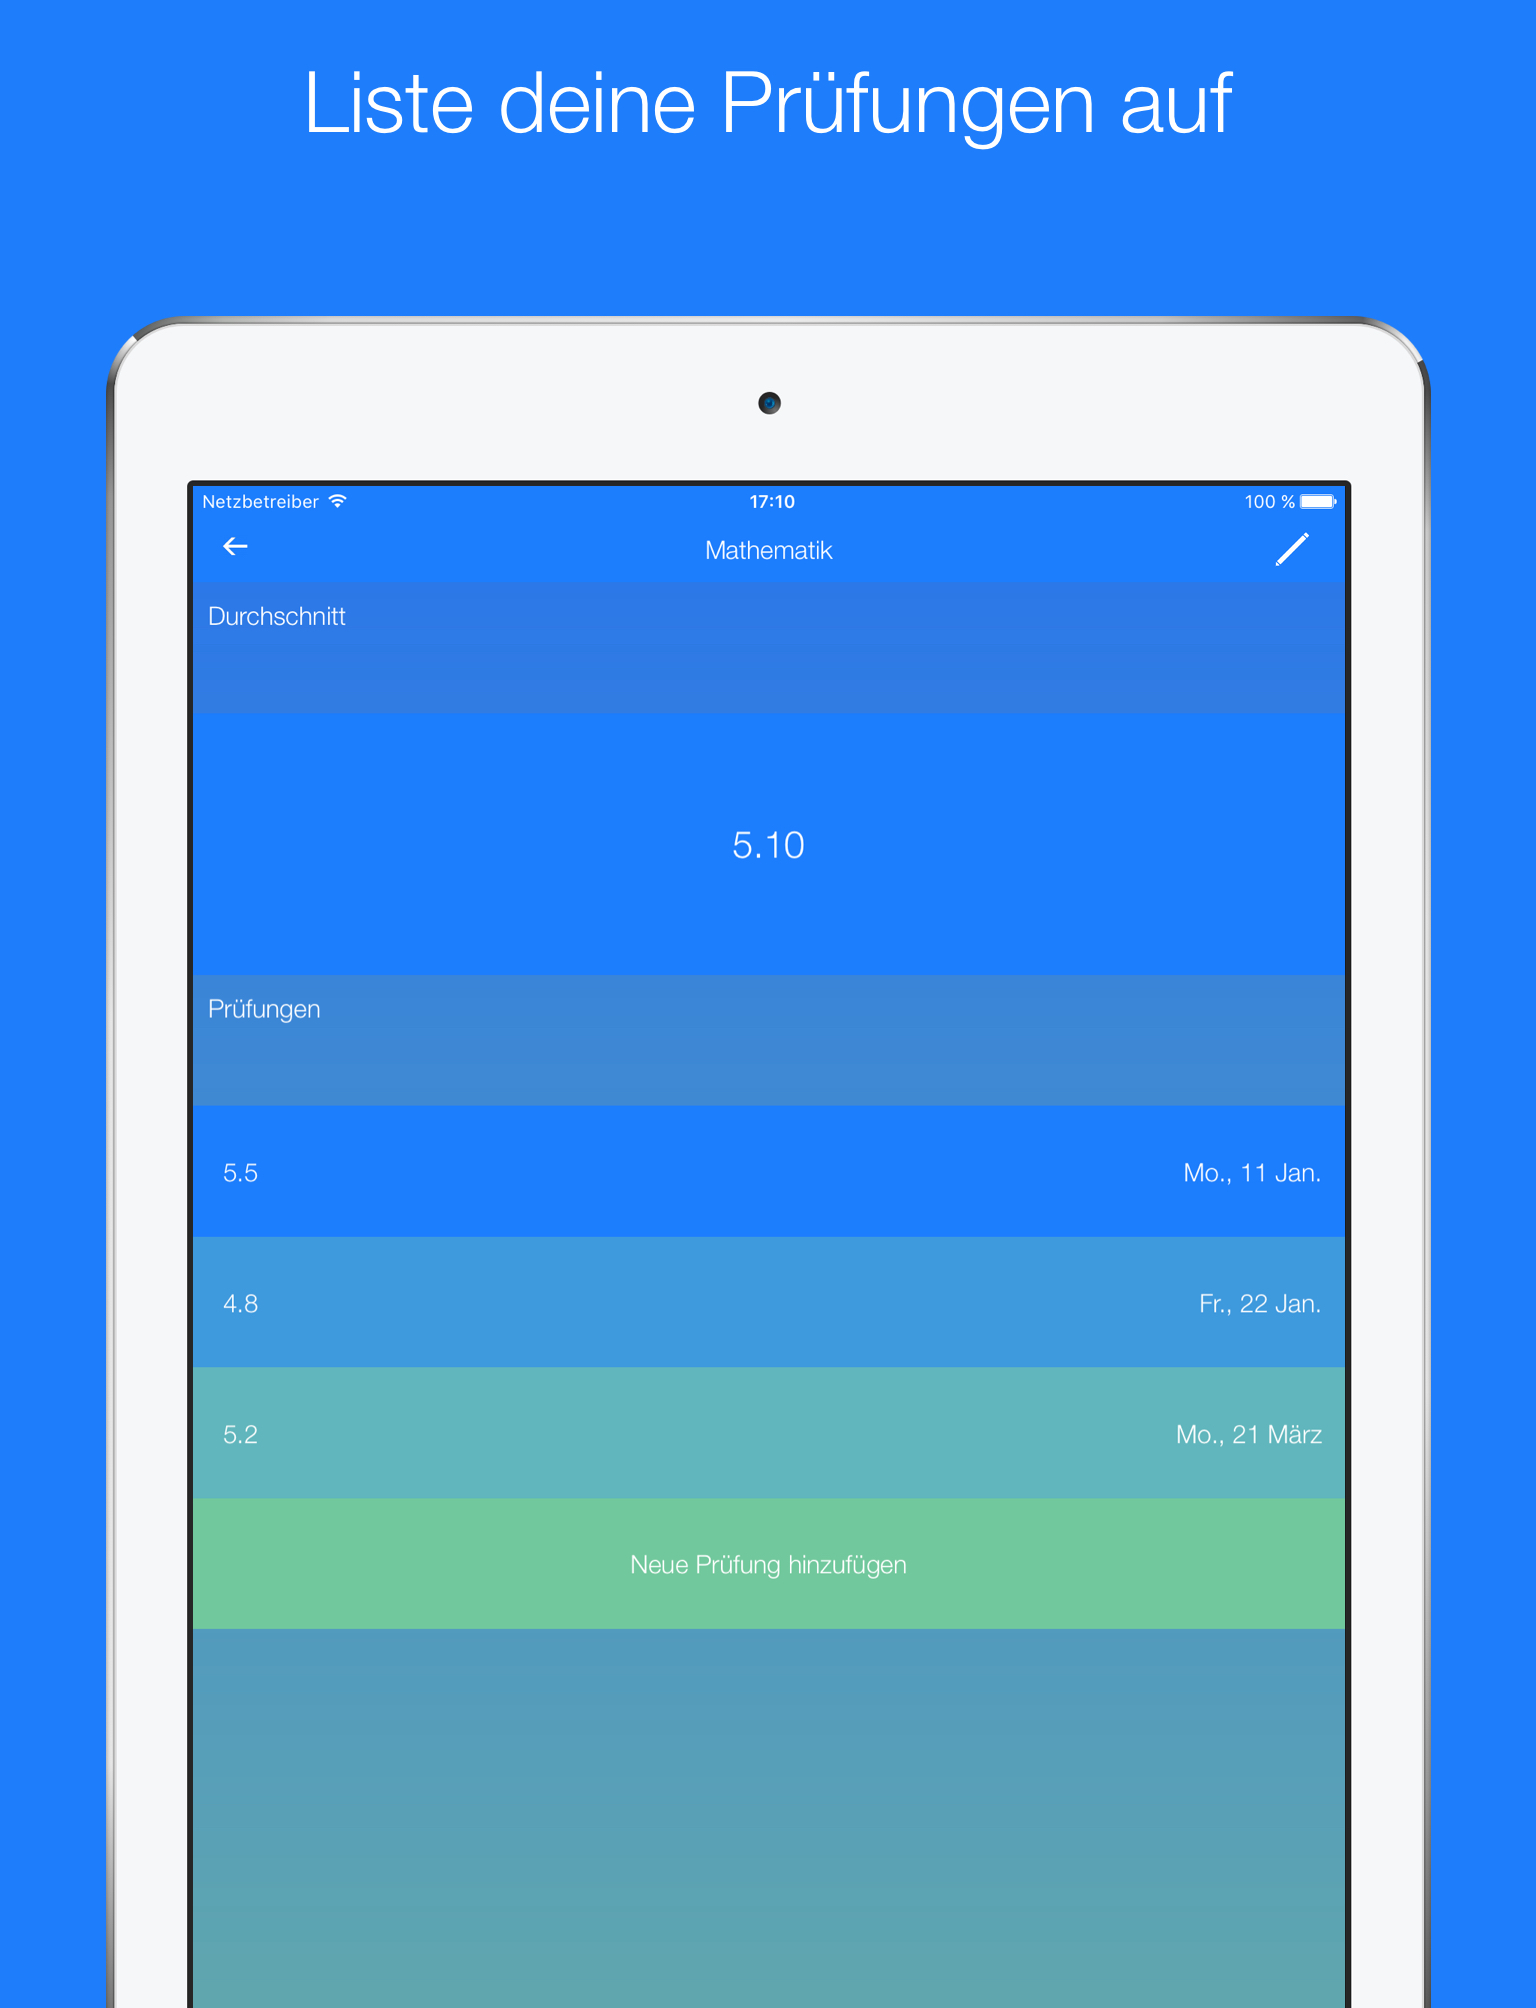 Liste deine Prüfungen auf
Netzbetreiber 17:10 100 %
Mathematik
Durchschnitt
5.10
Prüfungen
5.5 Mo., 11 Jan.
4.8 Fr., 22 Jan.
5.2 Mo., 21 März
Neue Prüfung hinzufügen